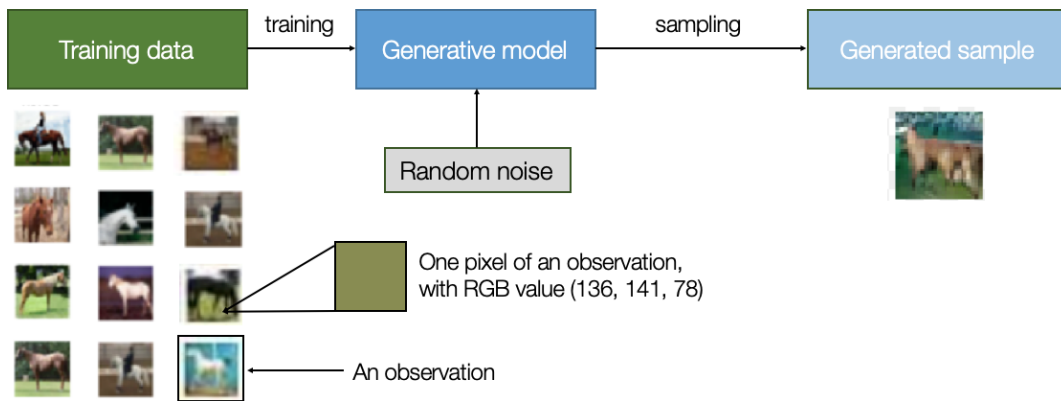 Training data
training
Generative model
sampling
Generated sample
Random noise
One pixel of an observation,
with RGB value (136, 141, 78)
An observation